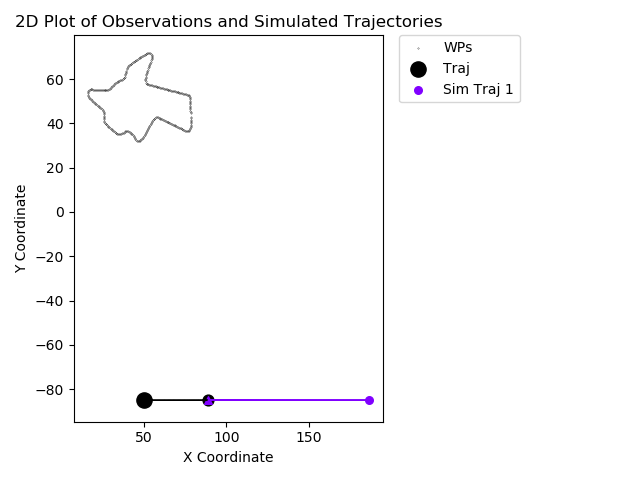 2D Plot of Observations and Simulated Trajectories
WPs
Traj
Sim Traj 1
60
40
20
0
−20
−40
−60
−80
Y Coordinate
50
100
150
X Coordinate